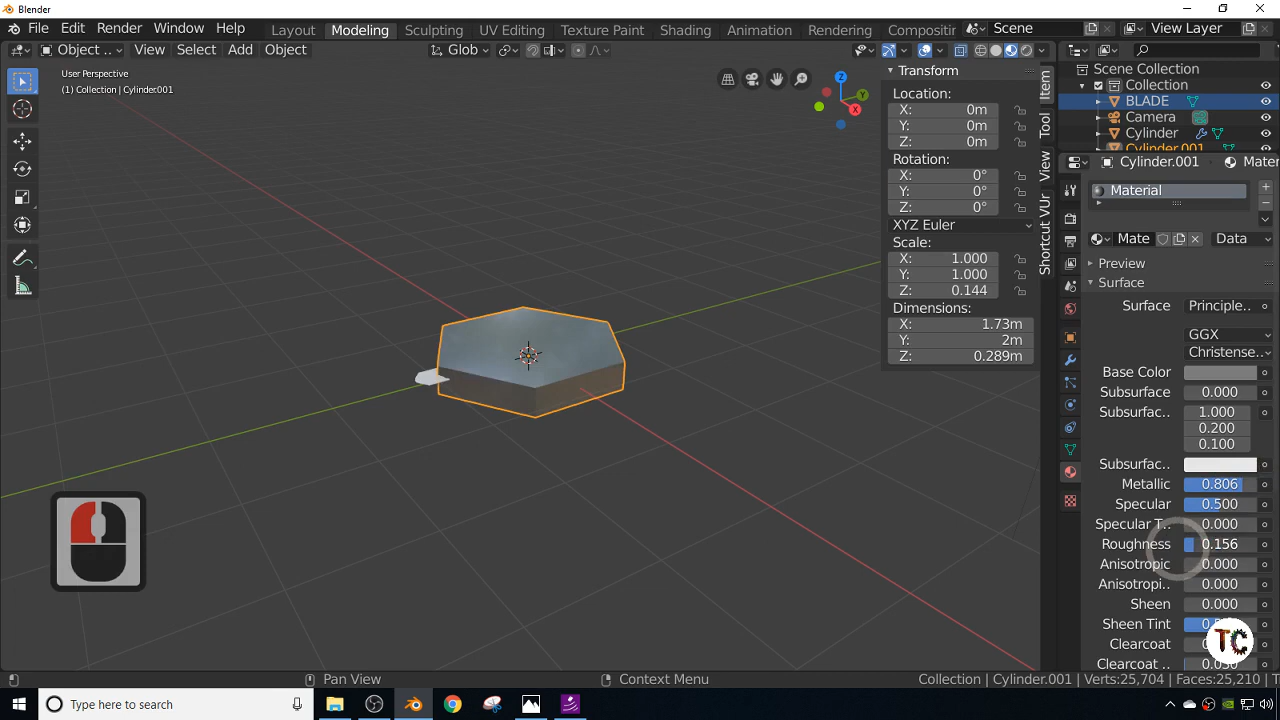 Blender
File Edit Render Window Help Layout Modeling Sculpting UV Editing Texture Paint Shading Animation Rendering Compositin Scene View Layer
Object .. View Select Add Object Glob
User Perspective
(1) Collection | Cylinder001
Transform
Location:
X: 0m
Y: 0m
Z: 0m
Rotation:
X: 0°
Y: 0°
Z: 0°
XYZ Euler
Scale:
X: 1.000
Y: 1.000
Z: 0.144
Dimensions:
X: 1.73m
Y: 2m
Z: 0.289m
Item
Tool
View
Shortcut VUr
Z
Y
X
Scene Collection
Collection
BLADE
Camera
Cylinder
Cylinder.001
Cylinder.001 Mater
Material
Mate Data
Preview
Surface
Surface Principle..
GGX
Christense..
Base Color
Subsurface 0.000
Subsurfac.. 1.000
0.200
0.100
Subsurfac..
Metallic 0.806
Specular 0.500
Specular T.. 0.000
Roughness 0.156
Anisotropic 0.000
Anisotropi.. 0.000
Sheen 0.000
Sheen Tint
Clearcoat
Clearcoat ..
TC
Pan View Context Menu Collection | Cylinder.001 | Verts:25,704 | Faces:25,210 | T
Type here to search